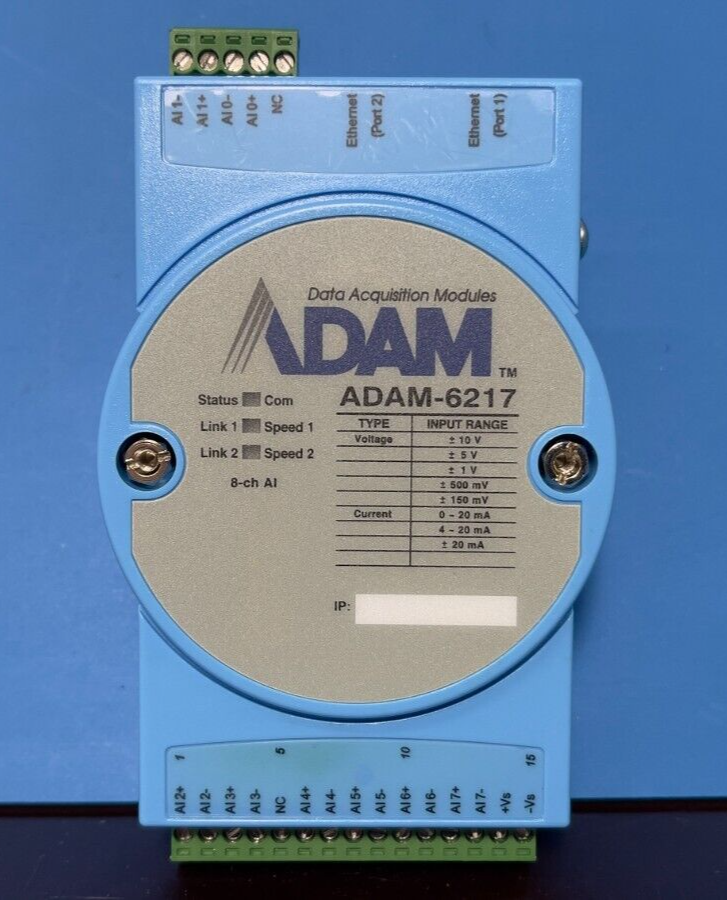 AI 1-
AI 1+
AI 0-
AI 0+
NC
Ethernet
(Port 2)
Ethernet
(Port 1)
Data Acquisition Modules
ADAM TM
ADAM-6217
Status Com
Link 1 Speed 1
Link 2 Speed 2
8-ch AI
TYPE INPUT RANGE
Voltage ± 10 V
± 5 V
± 1 V
± 500 mV
± 150 mV
Current 0 ~ 20 mA
4 ~ 20 mA
± 20 mA
IP:
1 5 10 15
AI2+
AI2-
AI3+
AI3-
NC
AI4+
AI4-
AI5+
AI5-
AI6+
AI6-
AI7+
AI7-
+Vs
-Vs